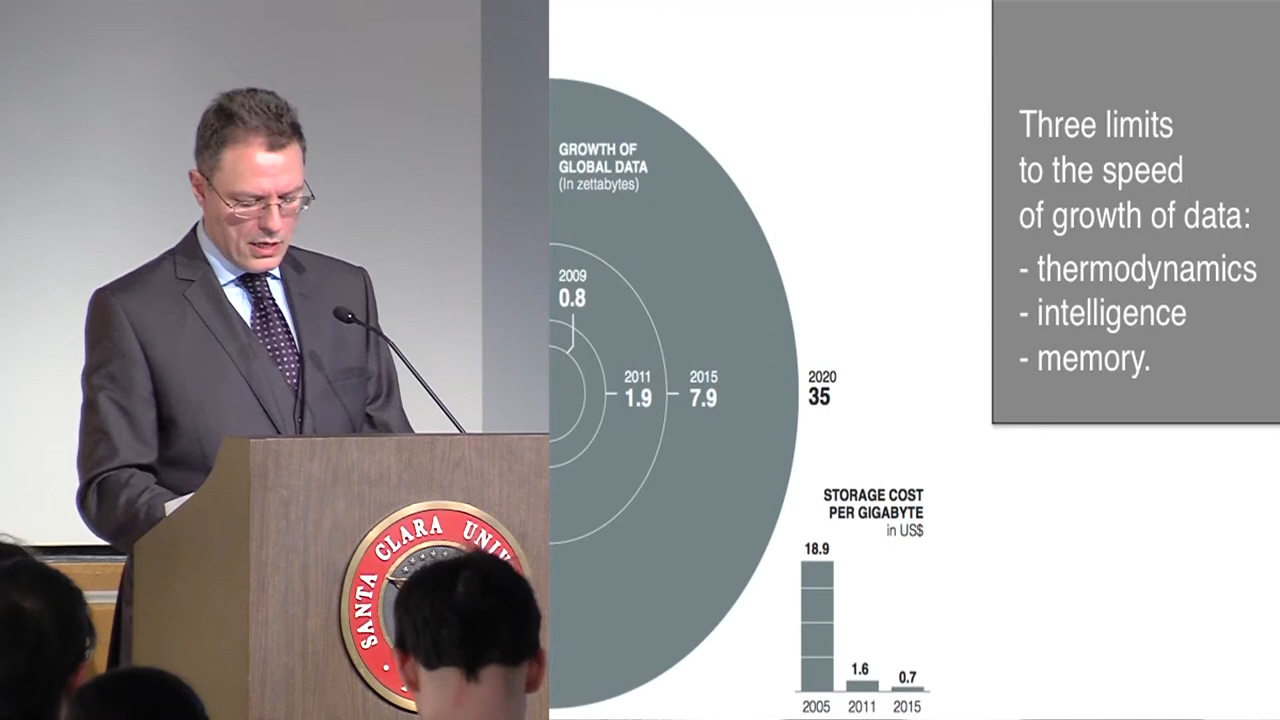 SANTA CLARA
GROWTH OF
GLOBAL DATA
(In zettabytes)
2009
0.8
2011
1.9
2015
7.9
2020
35
Three limits
to the speed
of growth of data:
- thermodynamics
- intelligence
- memory.
STORAGE COST
PER GIGABYTE
in US$
18.9
1.6
0.7
2005
2011
2015